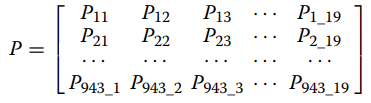 P = [ P₁₁ P₁₂ P₁₃ ⋯ P₁_₁₉
P₂₁ P₂₂ P₂₃ ⋯ P₂_₁₉
⋯ ⋯ ⋯ ⋯ ⋯
P₉₄₃_₁ P₉₄₃_₂ P₉₄₃_₃ ⋯ P₉₄₃_₁₉ ]